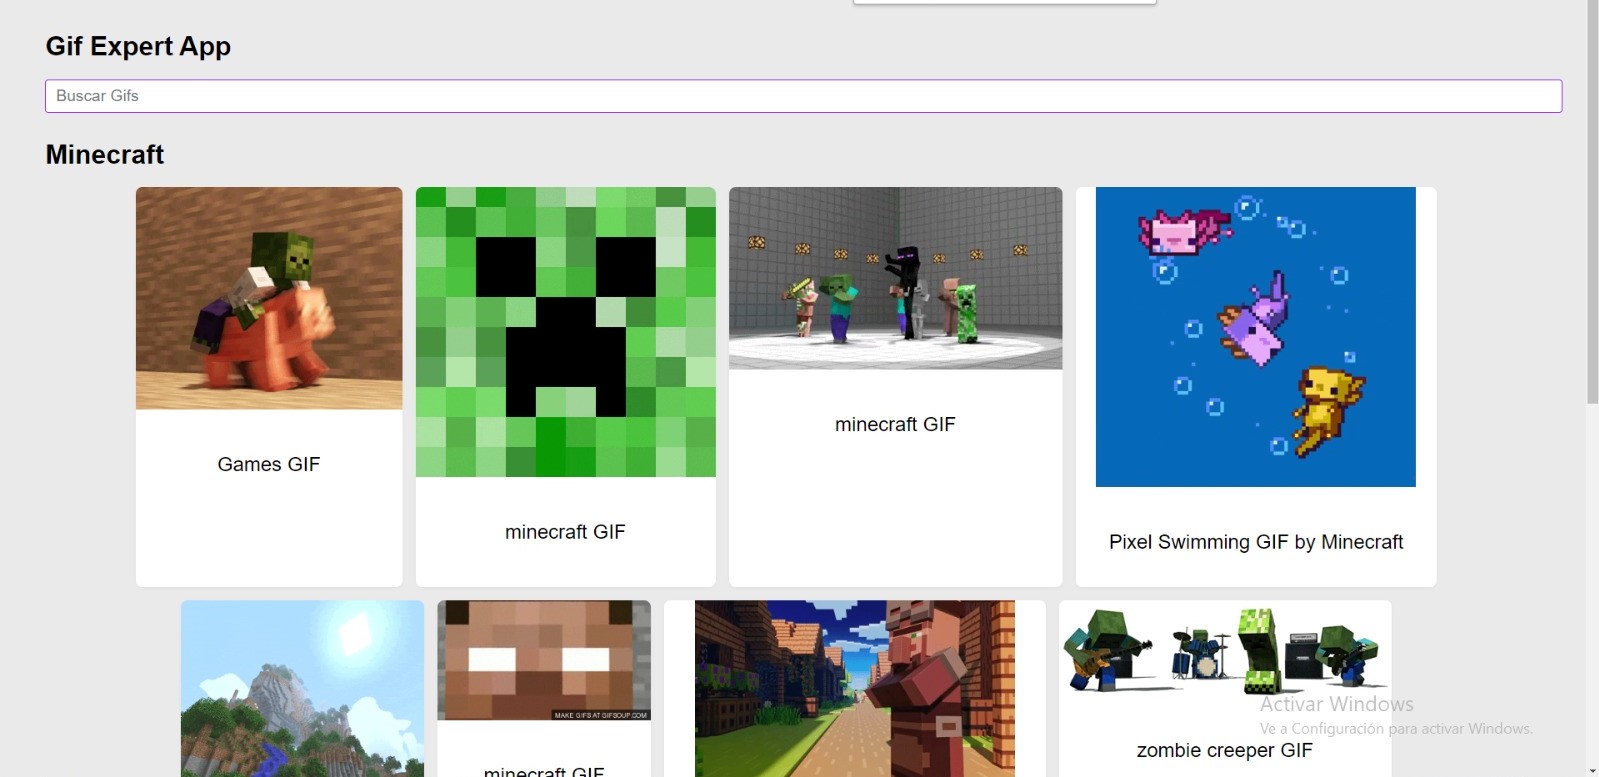 Gif Expert App
Buscar Gifs
Minecraft
Games GIF
minecraft GIF
minecraft GIF
Pixel Swimming GIF by Minecraft
MAKE GIFS AT GIFSOUP.COM
minecraft GIF
zombie creeper GIF
Activar Windows
Ve a Configuración para activar Windows.